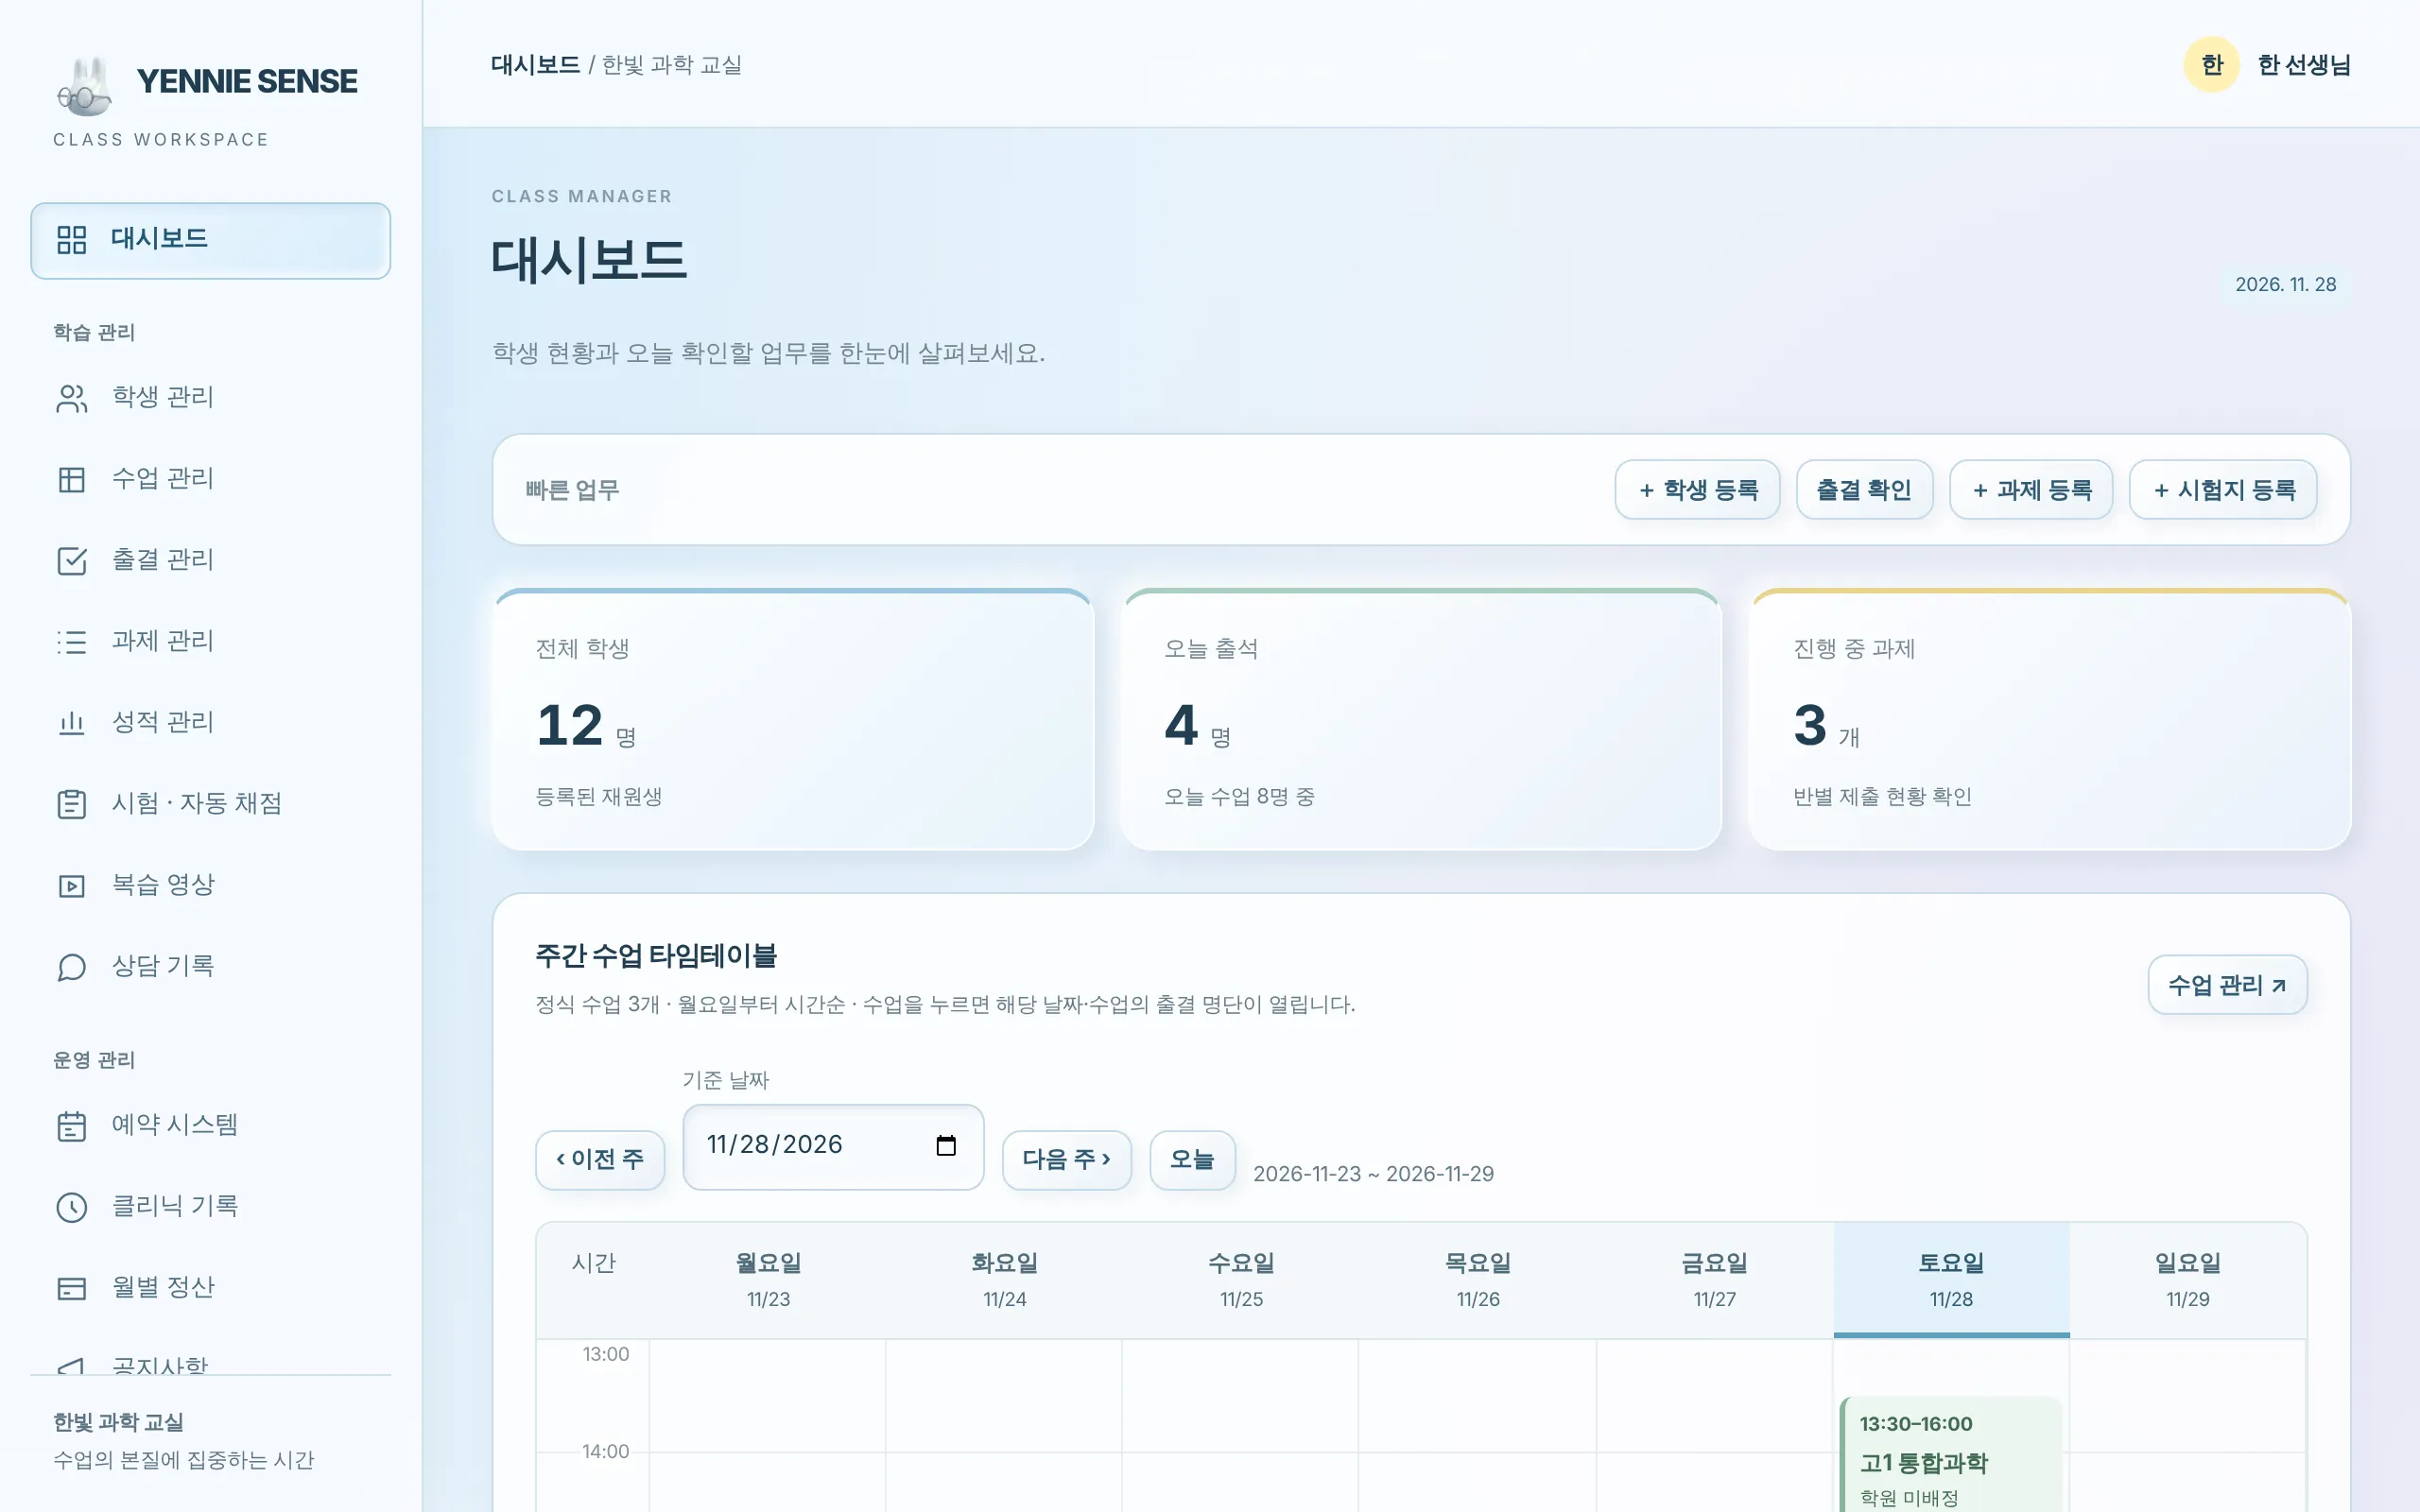 YENNIE SENSE
CLASS WORKSPACE
대시보드
학습 관리
학생 관리
수업 관리
출결 관리
과제 관리
성적 관리
시험 · 자동 채점
복습 영상
상담 기록
운영 관리
예약 시스템
클리닉 기록
월별 정산
공지사항
한빛 과학 교실
수업의 본질에 집중하는 시간
대시보드 / 한빛 과학 교실
한 한 선생님
CLASS MANAGER
대시보드
2026. 11. 28
학생 현황과 오늘 확인할 업무를 한눈에 살펴보세요.
빠른 업무
+ 학생 등록
출결 확인
+ 과제 등록
+ 시험지 등록
전체 학생
12 명
등록된 재원생
오늘 출석
4 명
오늘 수업 8명 중
진행 중 과제
3 개
반별 제출 현황 확인
주간 수업 타임테이블
정식 수업 3개 · 월요일부터 시간순 · 수업을 누르면 해당 날짜·수업의 출결 명단이 열립니다.
수업 관리 ↗
기준 날짜
‹ 이전 주
11/28/2026
다음 주 ›
오늘
2026-11-23 ~ 2026-11-29
시간
월요일
11/23
화요일
11/24
수요일
11/25
목요일
11/26
금요일
11/27
토요일
11/28
일요일
11/29
13:00
14:00
13:30–16:00
고1 통합과학
학원 미배정